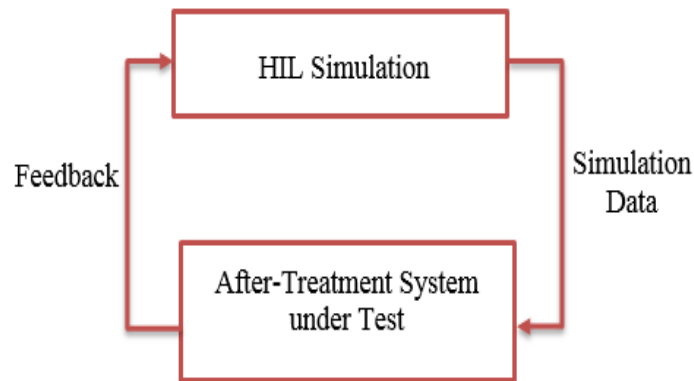 HIL Simulation
Feedback
Simulation
Data
After-Treatment System
under Test